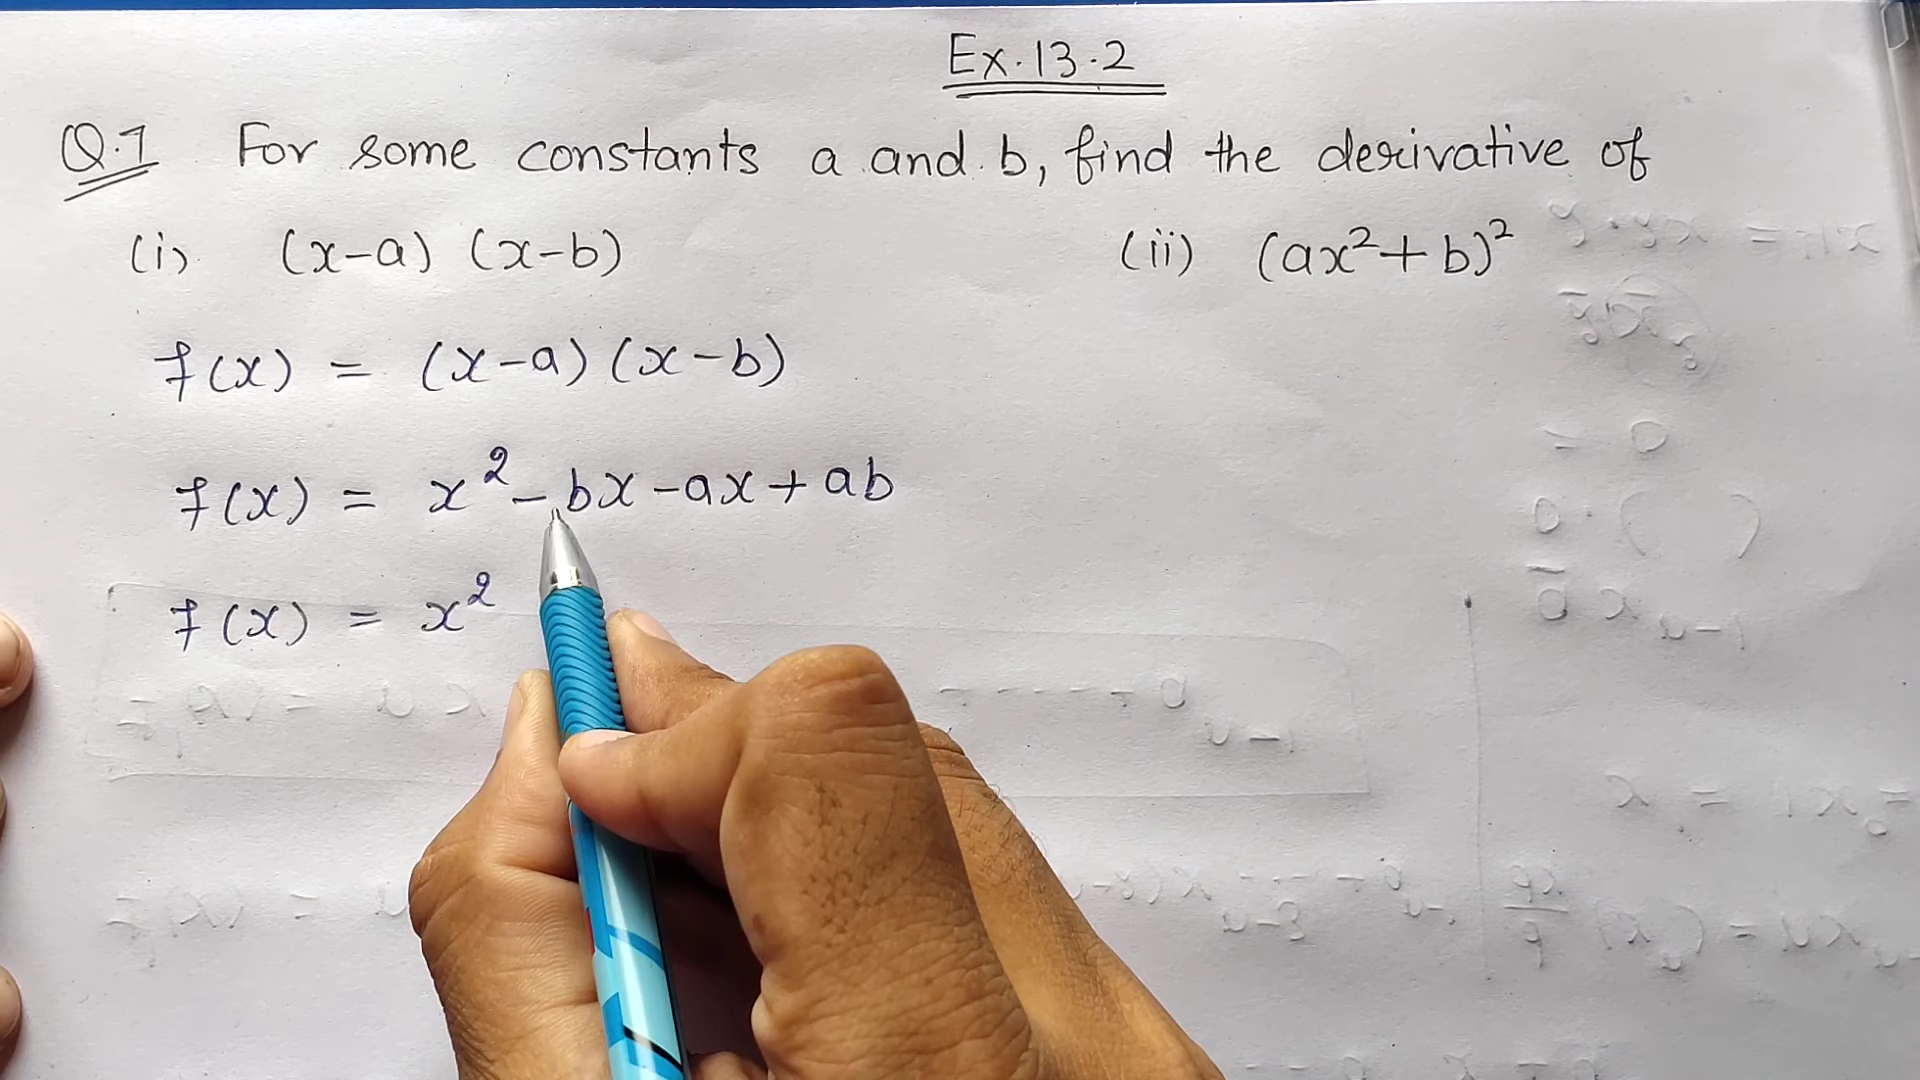 Ex. 13.2
Q.7 For some constants a and b, find the derivative of
(i) (x-a) (x-b) (ii) (ax²+b)²
f(x) = (x-a) (x-b)
f(x) = x² - bx - ax + ab
f(x) = x²